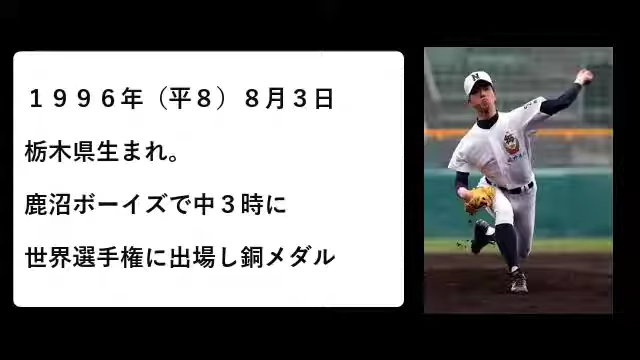 1996年（平8）8月3日
栃木県生まれ。
鹿沼ボーイズで中3時に
世界選手権に出場し銅メダル
N